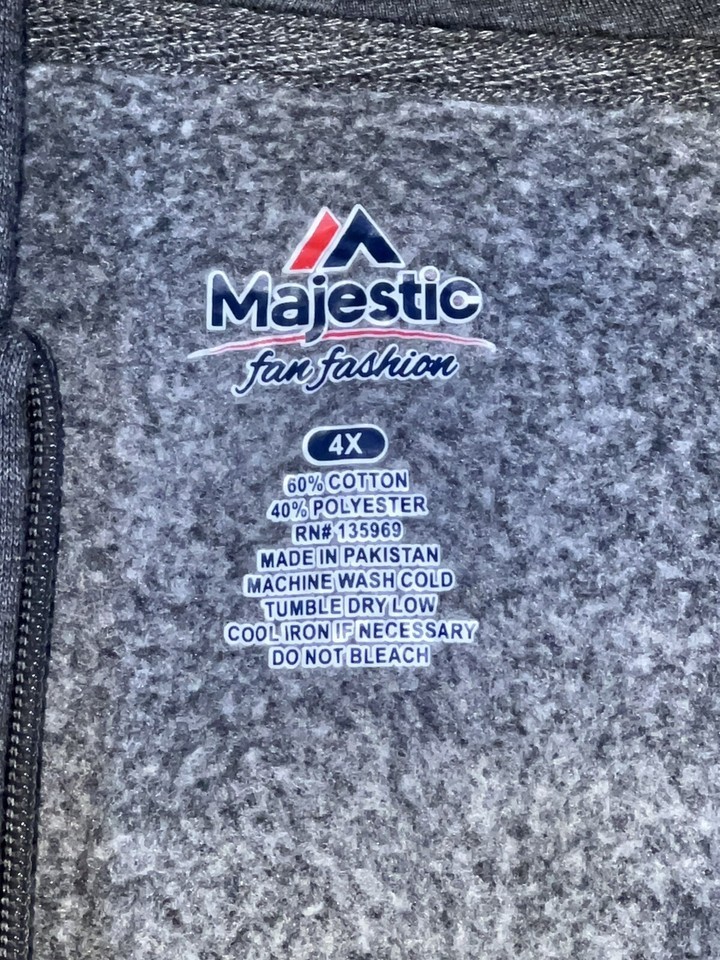 Majestic
fan fashion
4X
60% COTTON
40% POLYESTER
RN# 135969
MADE IN PAKISTAN
MACHINE WASH COLD
TUMBLE DRY LOW
COOL IRON IF NECESSARY
DO NOT BLEACH